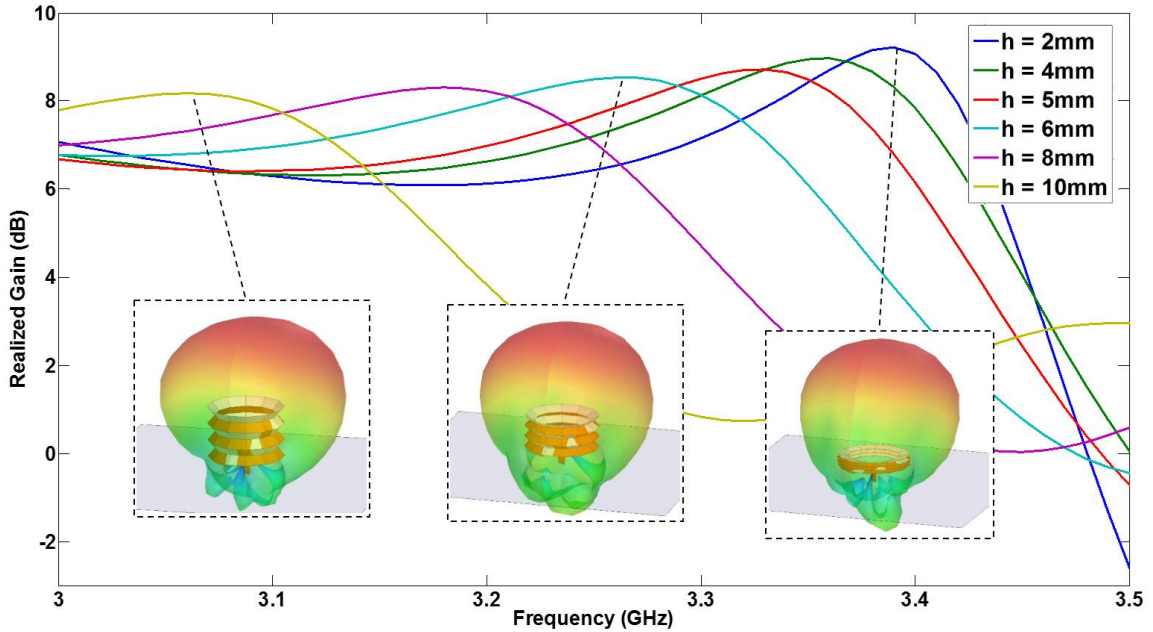 10
8
6
4
2
0
-2
Realized Gain (dB)
h = 2mm
h = 4mm
h = 5mm
h = 6mm
h = 8mm
h = 10mm
3
3.1
3.2
3.3
3.4
3.5
Frequency (GHz)